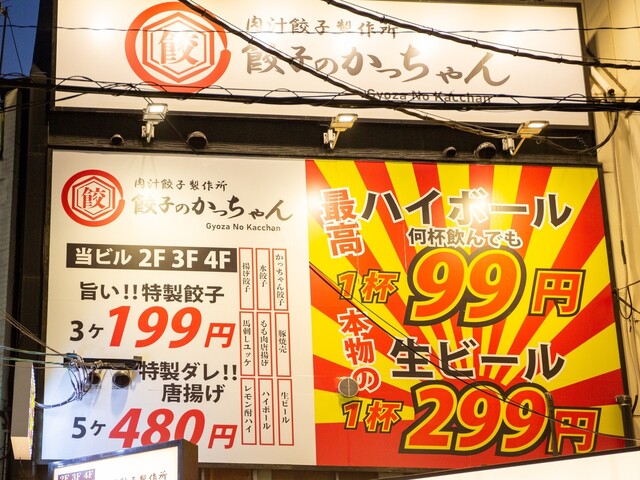 餃
肉汁餃子製作所
餃子のかっちゃん
Gyoza No Kacchan
餃
肉汁餃子製作所
餃子のかっちゃん
Gyoza No Kacchan
当ビル 2F 3F 4F
旨い!!特製餃子
3ヶ199円
特製ダレ!!
唐揚げ
5ヶ480円
かっちゃん餃子
水餃子
揚げ餃子
豚焼売
もも肉唐揚げ
馬刺しユッケ
生ビール
ハイボール
レモン酎ハイ
最高
ハイボール
何杯飲んでも
1杯 99円
本物の
生ビール
1杯 299円
2F 3F 4F